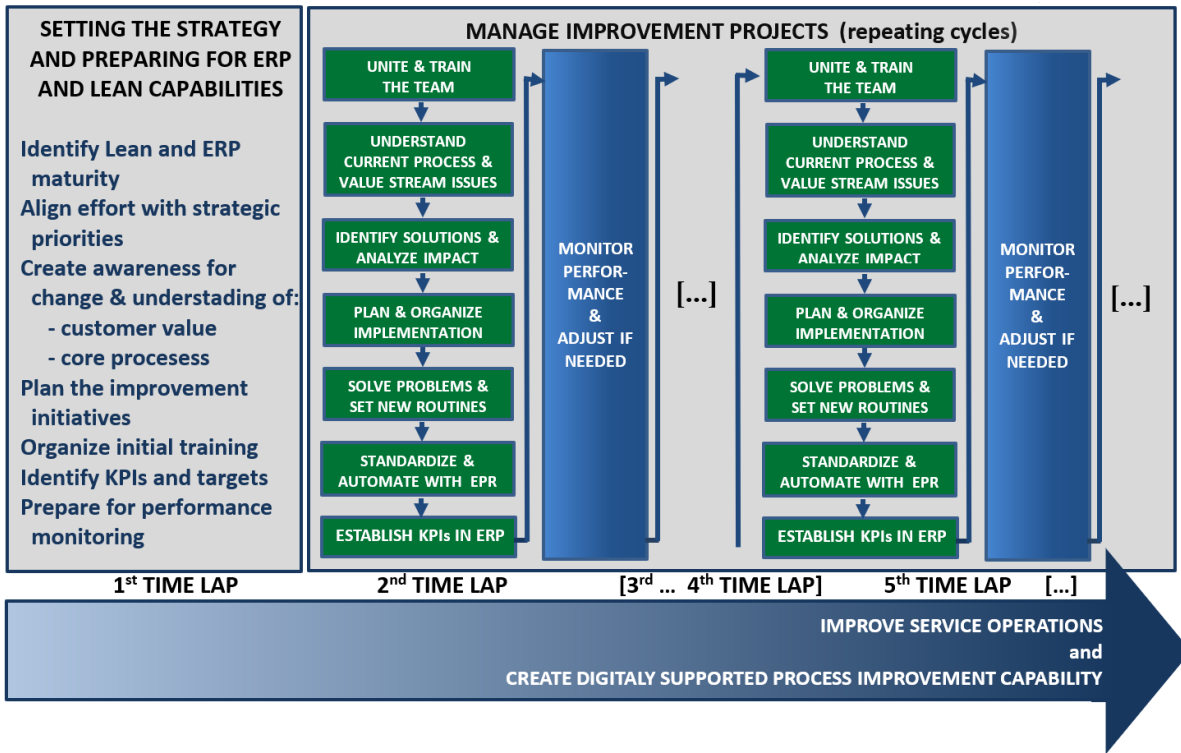 SETTING THE STRATEGY
AND PREPARING FOR ERP
AND LEAN CAPABILITIES
Identify Lean and ERP
maturity
Align effort with strategic
priorities
Create awareness for
change & understading of:
- customer value
- core procesess
Plan the improvement
initiatives
Organize initial training
Identify KPIs and targets
Prepare for performance
monitoring
MANAGE IMPROVEMENT PROJECTS (repeating cycles)
UNITE & TRAIN
THE TEAM
UNDERSTAND
CURRENT PROCESS &
VALUE STREAM ISSUES
IDENTIFY SOLUTIONS &
ANALYZE IMPACT
PLAN & ORGANIZE
IMPLEMENTATION
SOLVE PROBLEMS &
SET NEW ROUTINES
STANDARDIZE &
AUTOMATE WITH EPR
ESTABLISH KPIs IN ERP
MONITOR
PERFOR-
MANCE
&
ADJUST IF
NEEDED
[...]
UNITE & TRAIN
THE TEAM
UNDERSTAND
CURRENT PROCESS &
VALUE STREAM ISSUES
IDENTIFY SOLUTIONS &
ANALYZE IMPACT
PLAN & ORGANIZE
IMPLEMENTATION
SOLVE PROBLEMS &
SET NEW ROUTINES
STANDARDIZE &
AUTOMATE WITH EPR
ESTABLISH KPIs IN ERP
MONITOR
PERFOR-
MANCE
&
ADJUST IF
NEEDED
[...]
1st TIME LAP
2nd TIME LAP
[3rd ... 4th TIME LAP]
5th TIME LAP
[...]
IMPROVE SERVICE OPERATIONS
and
CREATE DIGITALY SUPPORTED PROCESS IMPROVEMENT CAPABILITY